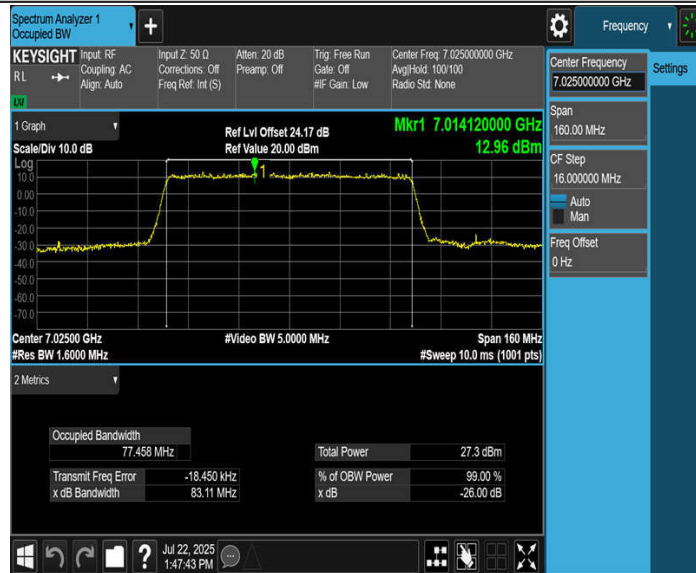 Spectrum Analyzer 1
Occupied BW
Frequency
KEYSIGHT
RL
Input: RF
Coupling: AC
Align: Auto
Input Z: 50 Ω
Corrections: Off
Freq Ref: Int (S)
Atten: 20 dB
Preamp: Off
Trig: Free Run
Gate: Off
#IF Gain: Low
Center Freq: 7.025000000 GHz
Avg|Hold: 100/100
Radio Std: None
Center Frequency
7.025000000 GHz
Settings
Span
160.00 MHz
CF Step
16.000000 MHz
Auto
Man
Freq Offset
0 Hz
1 Graph
Scale/Div 10.0 dB
Ref Lvl Offset 24.17 dB
Ref Value 20.00 dBm
Mkr1 7.014120000 GHz
12.96 dBm
Log
10.0
0.00
-10.0
-20.0
-30.0
-40.0
-50.0
-60.0
-70.0
1
Center 7.02500 GHz
#Res BW 1.6000 MHz
#Video BW 5.0000 MHz
Span 160 MHz
#Sweep 10.0 ms (1001 pts)
2 Metrics
Occupied Bandwidth
77.458 MHz
Transmit Freq Error -18.450 kHz
x dB Bandwidth 83.11 MHz
Total Power 27.3 dBm
% of OBW Power 99.00 %
x dB -26.00 dB
?
Jul 22, 2025
1:47:43 PM